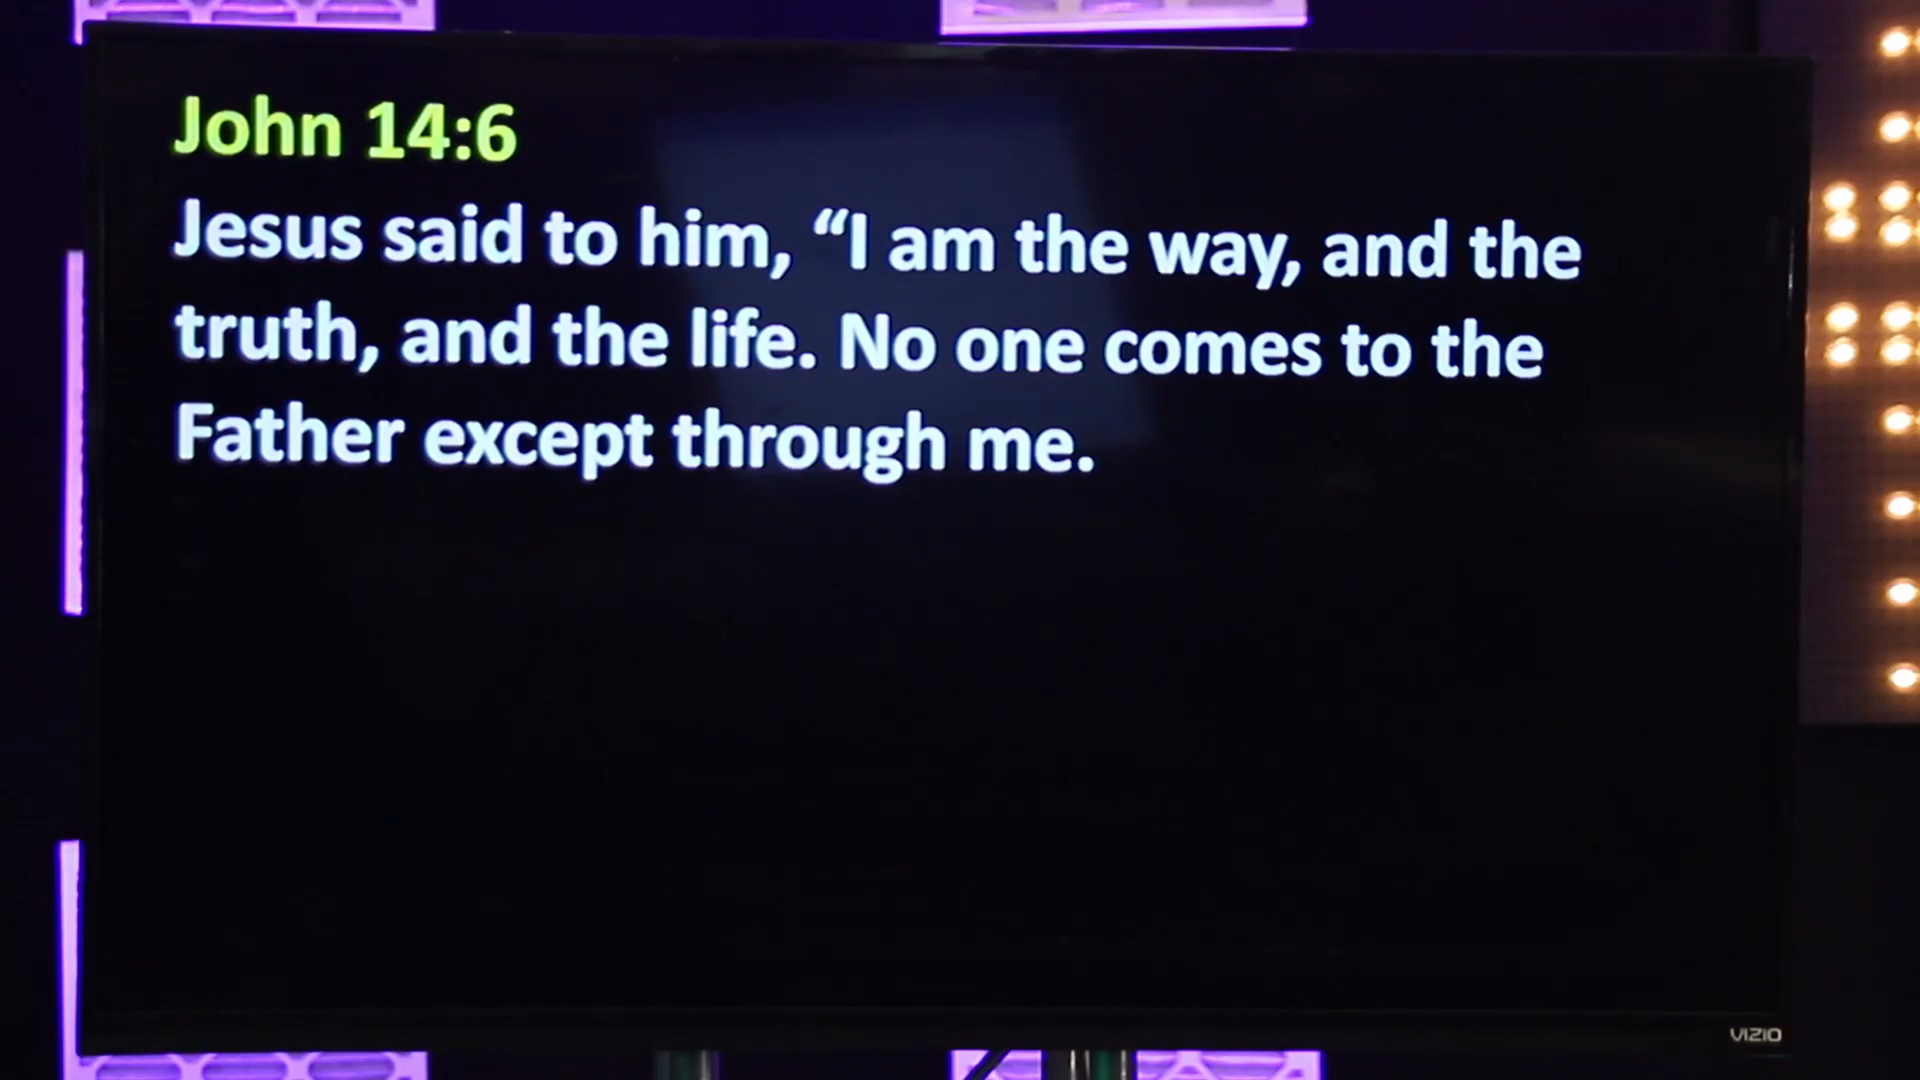 John 14:6
Jesus said to him, “I am the way, and the
truth, and the life. No one comes to the
Father except through me.
VIZIO